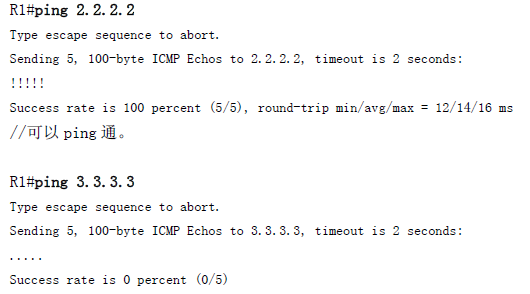 R1#ping 2.2.2.2
Type escape sequence to abort.
Sending 5, 100-byte ICMP Echos to 2.2.2.2, timeout is 2 seconds:
!!!!!
Success rate is 100 percent (5/5), round-trip min/avg/max = 12/14/16 ms
//可以 ping 通。
R1#ping 3.3.3.3
Type escape sequence to abort.
Sending 5, 100-byte ICMP Echos to 3.3.3.3, timeout is 2 seconds:
.....
Success rate is 0 percent (0/5)